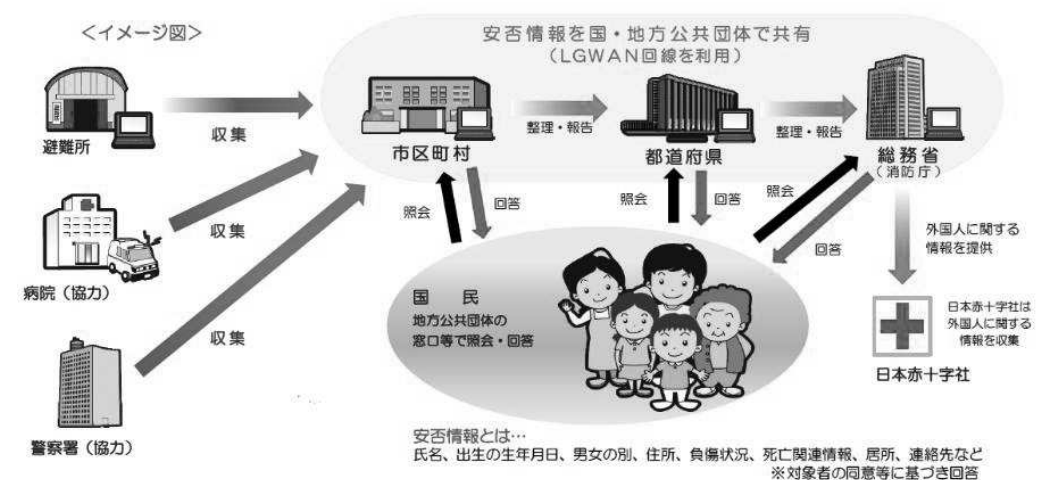 ＜イメージ図＞
安否情報を国・地方公共団体で共有
（LGWAN回線を利用）
避難所
収集
市区町村
整理・報告
都道府県
整理・報告
総務省
（消防庁）
病院（協力）
収集
照会
回答
照会
回答
照会
回答
外国人に関する
情報を提供
警察署（協力）
収集
国民
地方公共団体の
窓口等で照会・回答
日本赤十字社は
外国人に関する
情報を収集
日本赤十字社
安否情報とは…
氏名、出生の生年月日、男女の別、住所、負傷状況、死亡関連情報、居所、連絡先など
※対象者の同意等に基づき回答